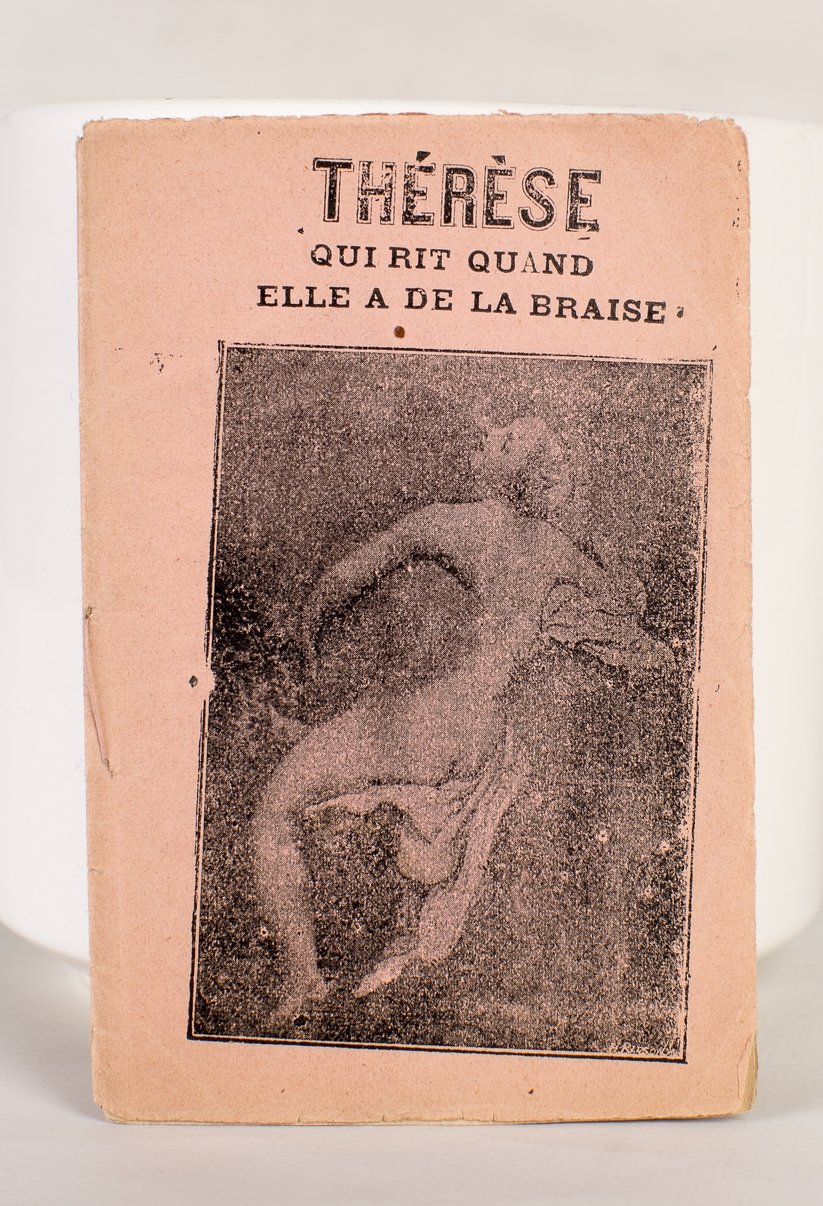 THÉRÈSE
QUI RIT QUAND
ELLE A DE LA BRAISE